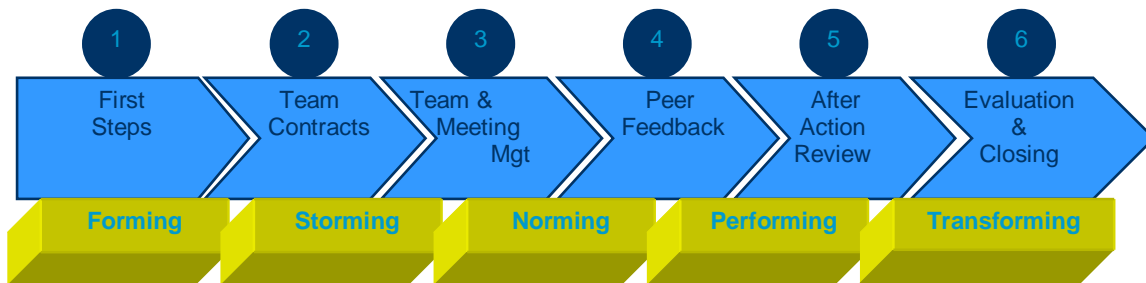 1
2
3
4
5
6
First
Steps
Team
Contracts
Team &
Meeting
Mgt
Peer
Feedback
After
Action
Review
Evaluation
&
Closing
Forming
Storming
Norming
Performing
Transforming